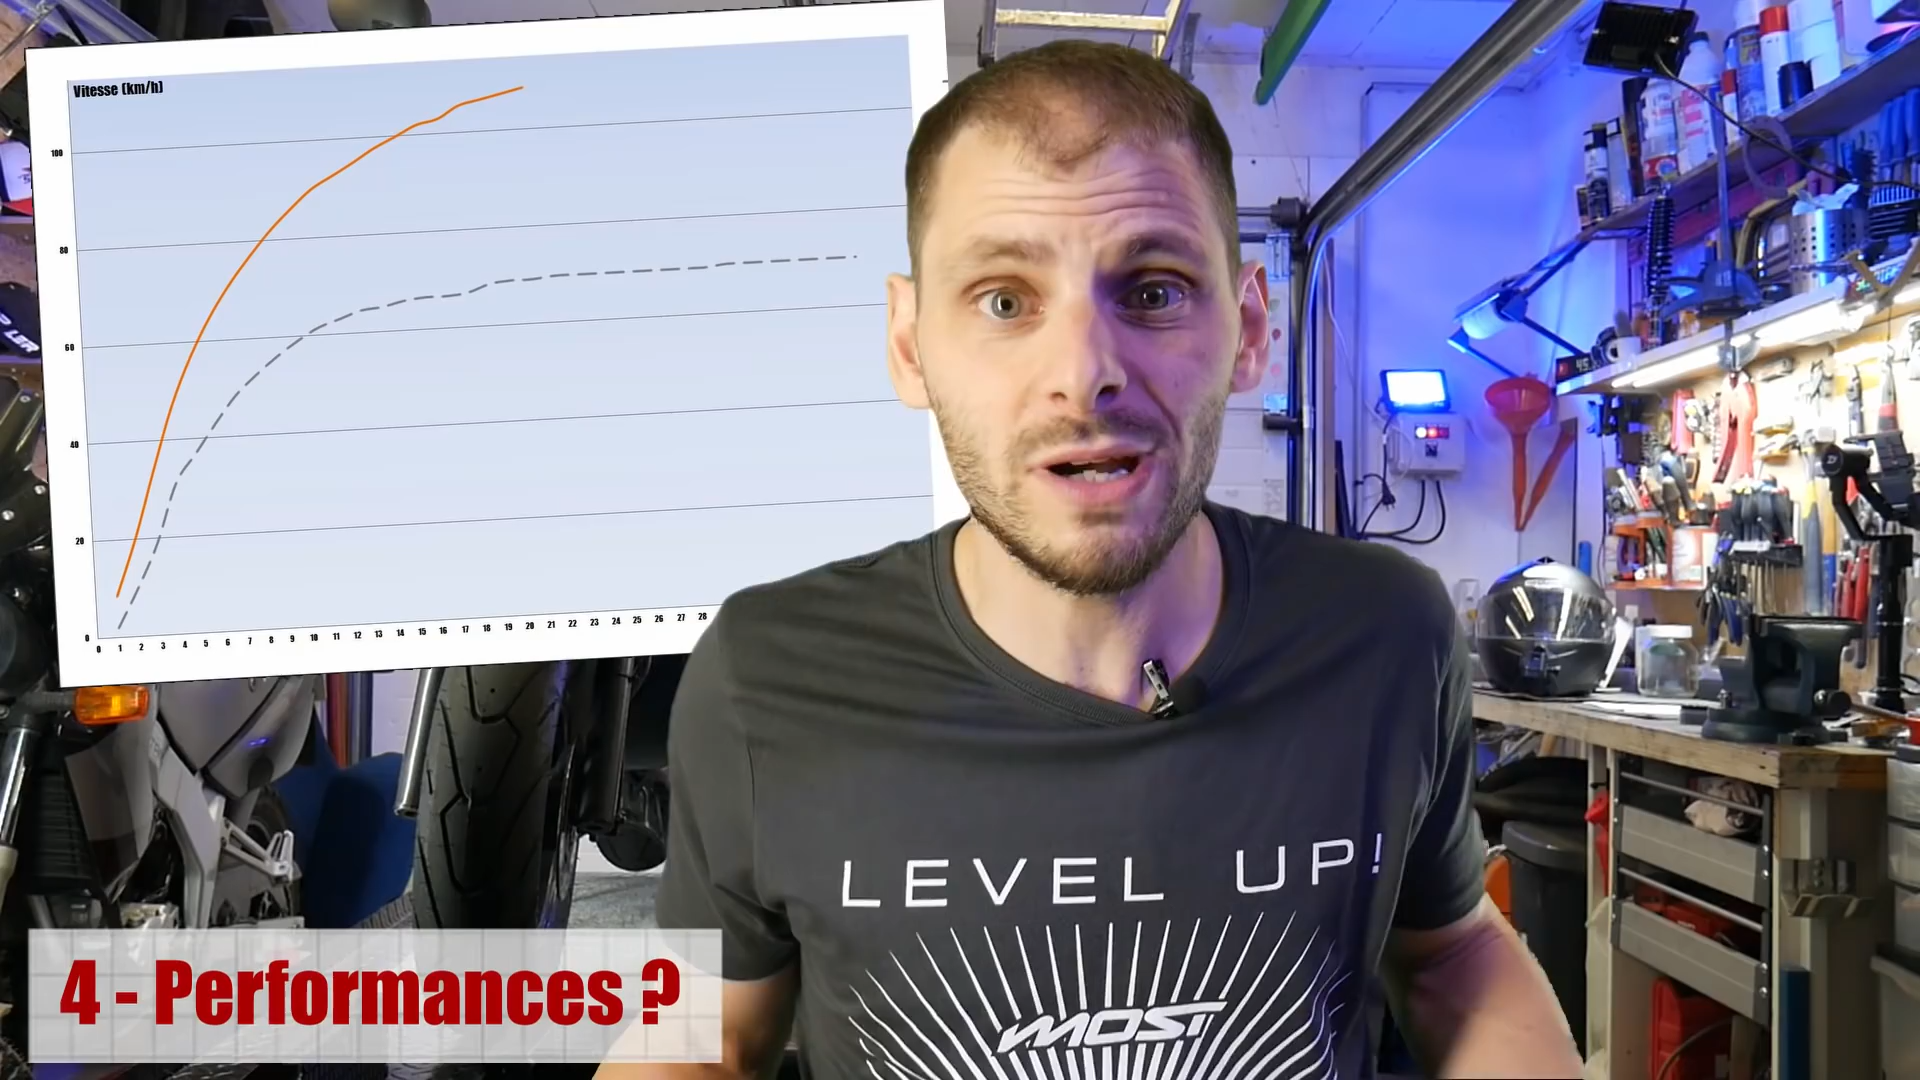 Vitesse (km/h)
100
80
60
40
20
0
0 1 2 3 4 5 6 7 8 9 10 11 12 13 14 15 16 17 18 19 20 21 22 23 24 25 26 27 28
LEVEL UP!
MOST
4 - Performances ?